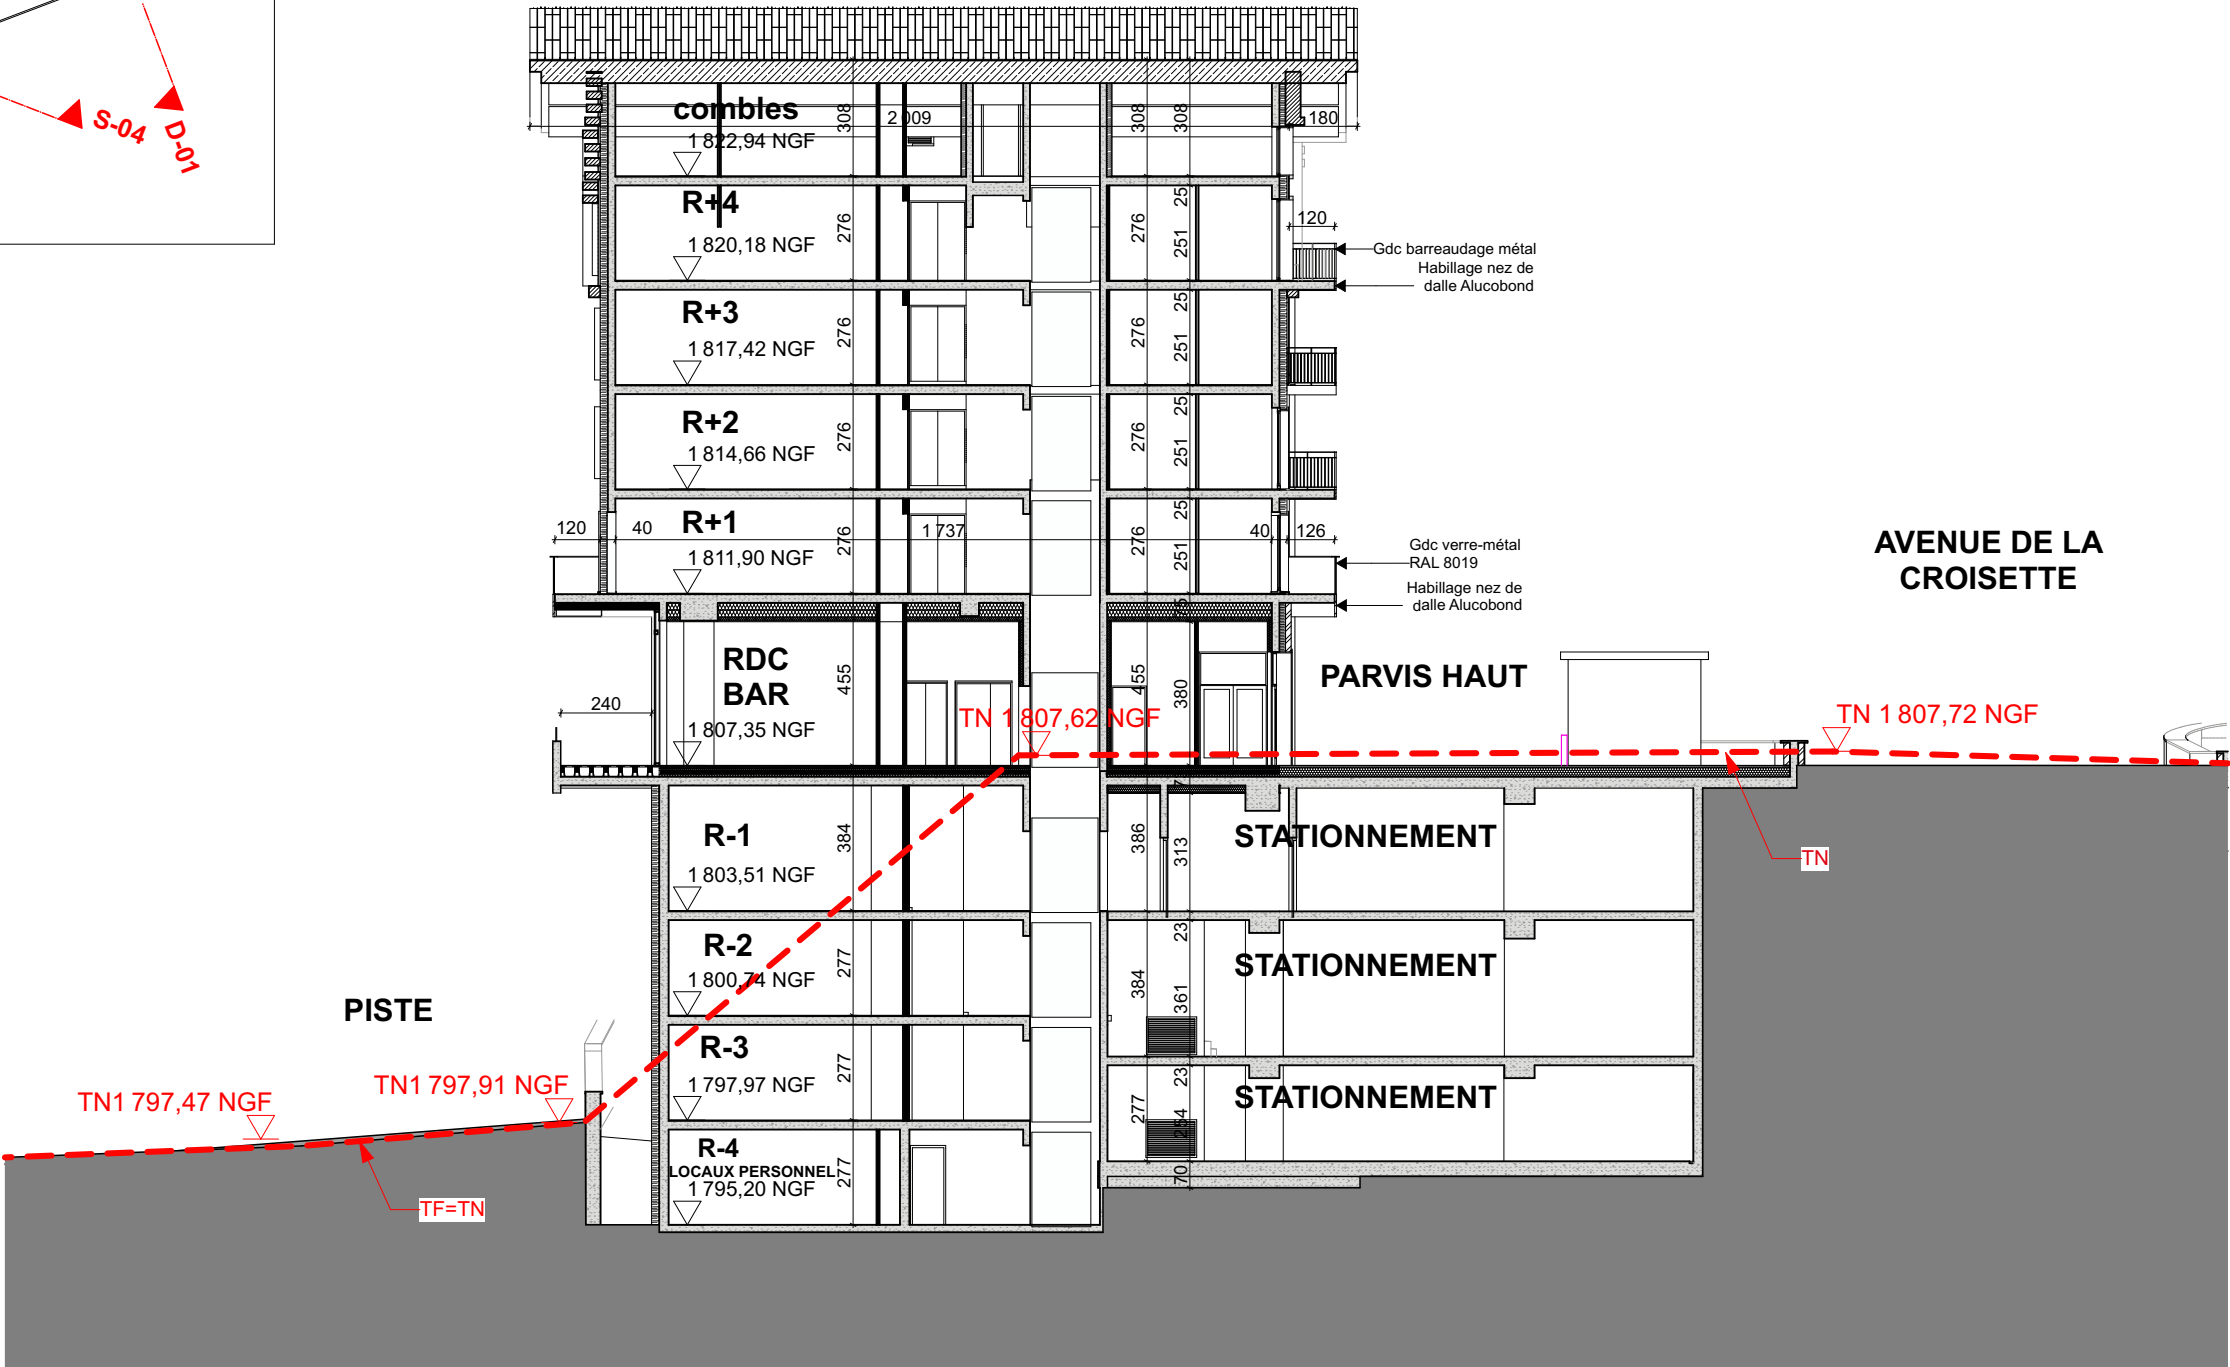 S-04
D-01
combles
1 822,94 NGF
308
2 009
308
308
180
R+4
1 820,18 NGF
276
276
25
251
120
Gdc barreaudage métal
Habillage nez de
dalle Alucobond
R+3
1 817,42 NGF
276
276
25
251
R+2
1 814,66 NGF
276
276
25
251
120
40
R+1
1 811,90 NGF
276
1 737
276
25
251
40
126
Gdc verre-métal
RAL 8019
Habillage nez de
dalle Alucobond
AVENUE DE LA
CROISETTE
75
RDC
BAR
1 807,35 NGF
240
455
455
380
PARVIS HAUT
TN 1 807,62 NGF
TN 1 807,72 NGF
TN
R-1
1 803,51 NGF
384
386
7
313
STATIONNEMENT
R-2
1 800,74 NGF
277
384
23
361
STATIONNEMENT
PISTE
R-3
1 797,97 NGF
277
TN1 797,47 NGF
TN1 797,91 NGF
TF=TN
R-4
LOCAUX PERSONNEL
1 795,20 NGF
277
277
23
254
70
STATIONNEMENT